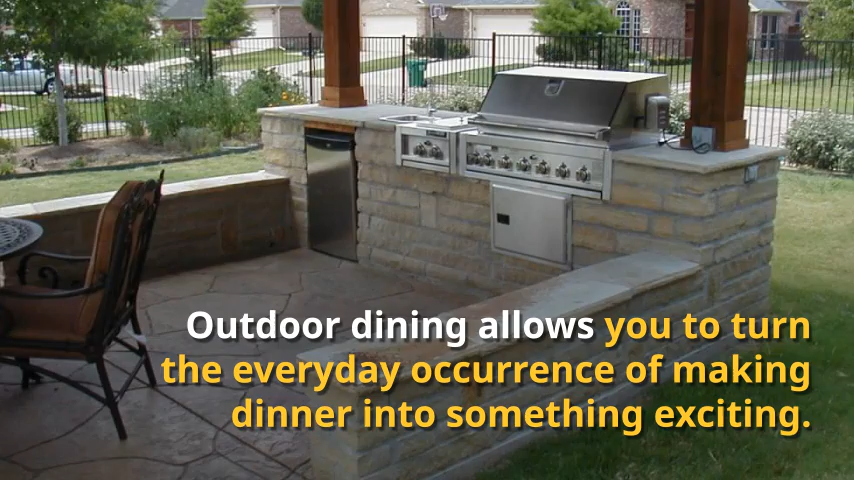 Outdoor dining allows you to turn
the everyday occurrence of making
dinner into something exciting.